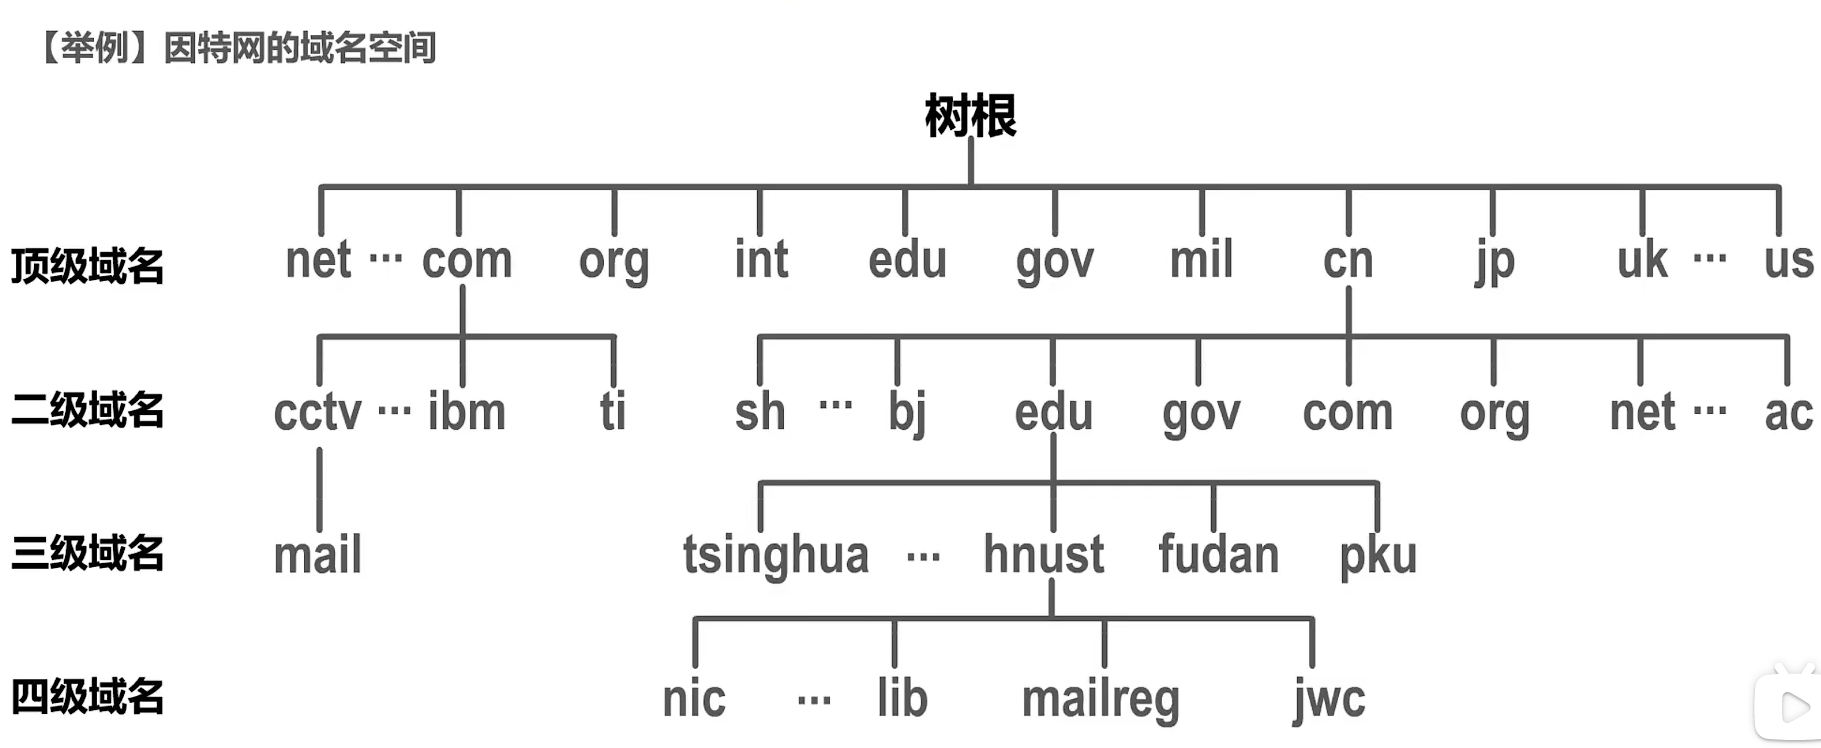 【举例】因特网的域名空间
树根
顶级域名 net ··· com org int edu gov mil cn jp uk ··· us
二级域名 cctv ··· ibm ti sh ··· bj edu gov com org net ··· ac
三级域名 mail tsinghua ··· hnust fudan pku
四级域名 nic ··· lib mailreg jwc